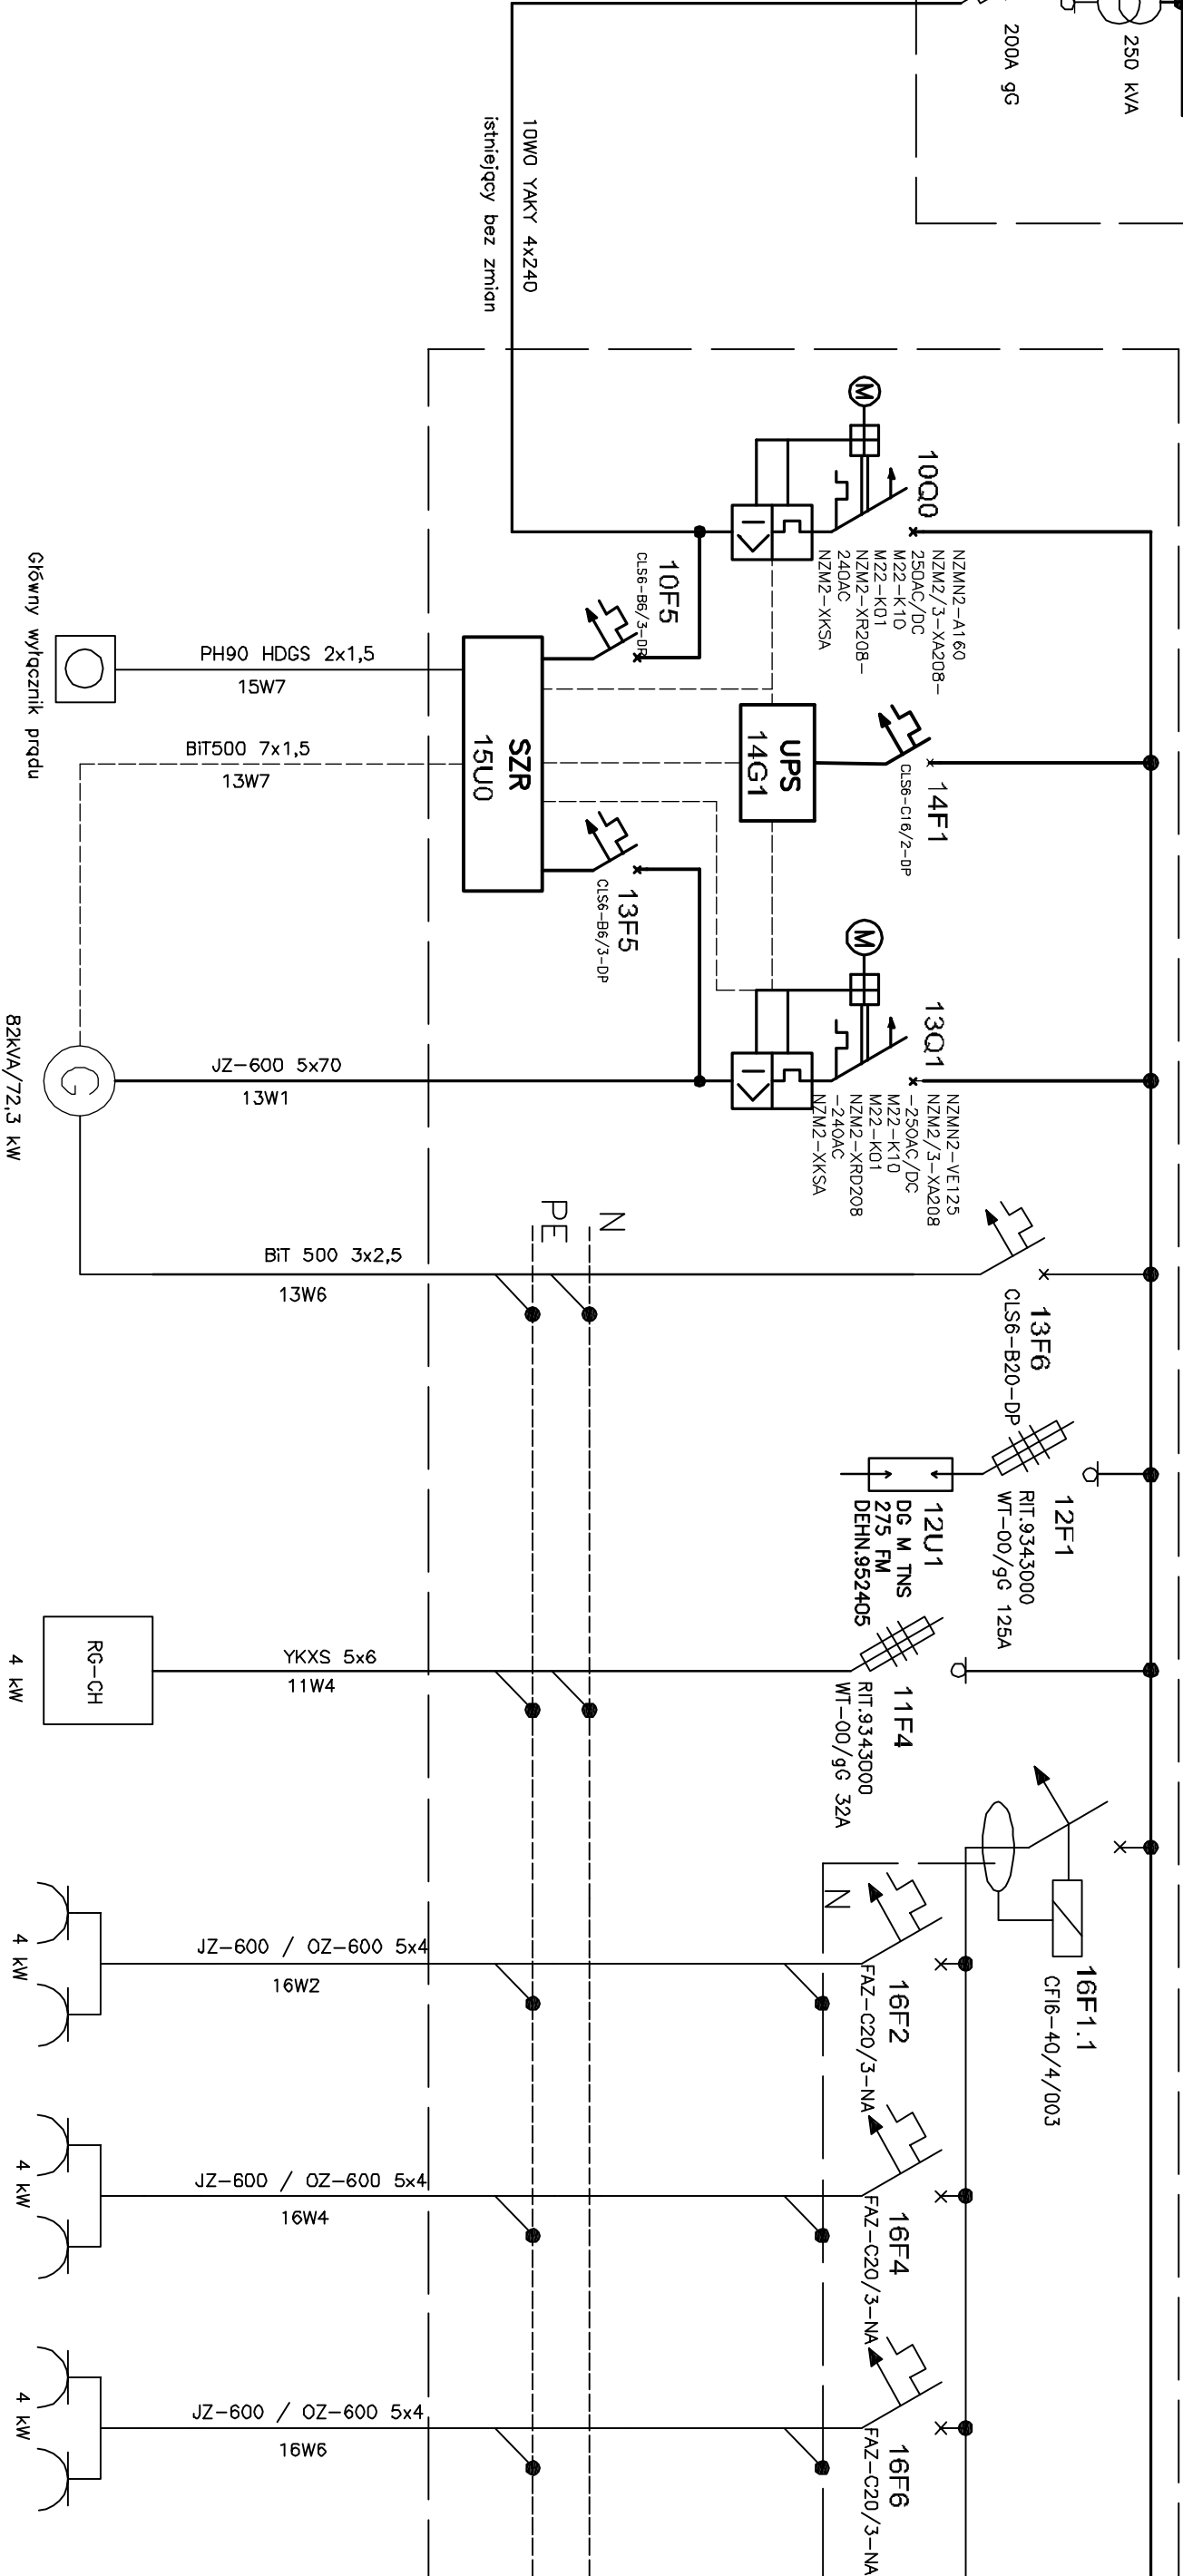 250 kVA
200A gG
10W0 YAKY 4x240
istniejący bez zmian
M
10Q0
NZMN2-A160
NZM2/3-XA208-
250AC/DC
M22-K10
M22-K01
NZM2-XR208-
240AC
NZM2-XKSA
I
10F5
CLS6-B6/3-DP
PH90 HDGS 2x1,5
15W7
Główny wyłącznik prądu
SZR
15U0
UPS
14G1
14F1
CLS6-C16/2-DP
BiT500 7x1,5
13W7
13F5
CLS6-B6/3-DP
M
13Q1
NZMN2-VE125
NZM2/3-XA208
-250AC/DC
M22-K10
M22-K01
NZM2-XRD208
-240AC
NZM2-XKSA
I
JZ-600 5x70
13W1
G
82kVA/72,3 kW
N
PE
BiT 500 3x2,5
13W6
13F6
CLS6-B20-DP
12F1
RIT.9343000
WT-00/gG 125A
12U1
DG M TNS
275 FM
DEHN.952405
11F4
RIT.9343000
WT-00/gG 32A
YKXS 5x6
11W4
RG-CH
4 kW
16F1.1
CFI6-40/4/003
N
16F2
FAZ-C20/3-NA
JZ-600 / OZ-600 5x4
16W2
4 kW
16F4
FAZ-C20/3-NA
JZ-600 / OZ-600 5x4
16W4
4 kW
16F6
FAZ-C20/3-NA
JZ-600 / OZ-600 5x4
16W6
4 kW